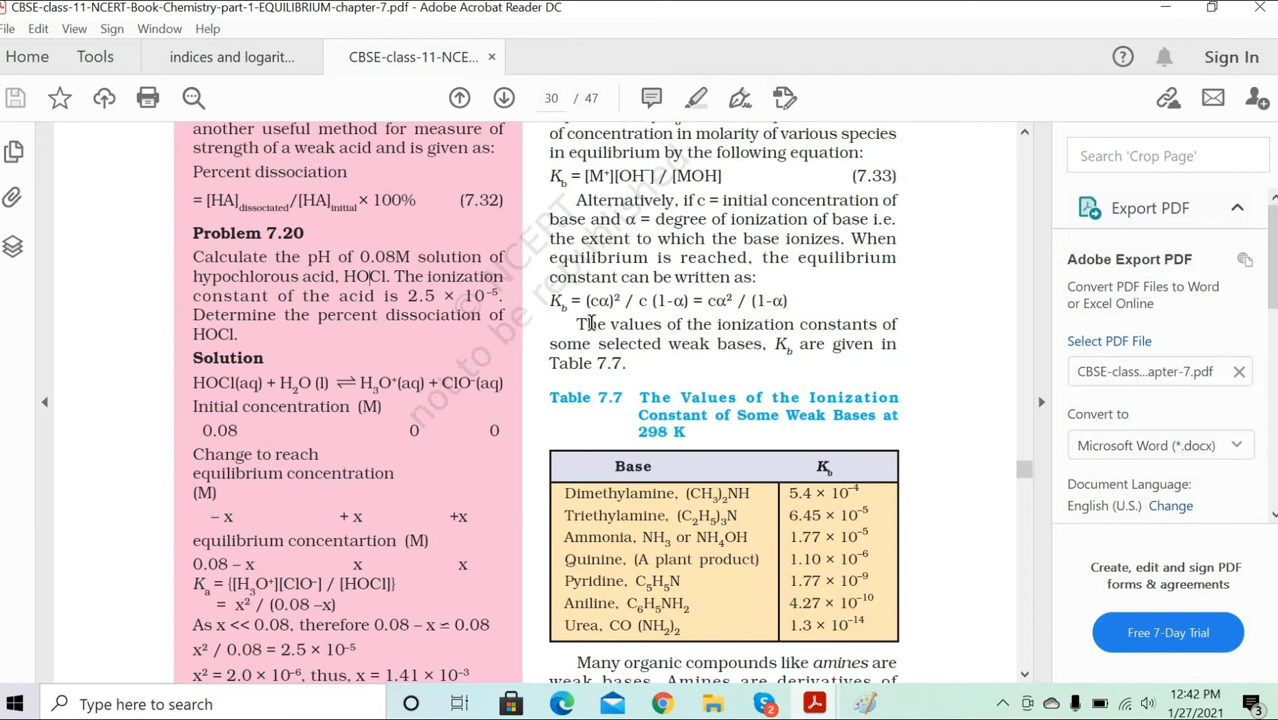 CBSE-class-11-NCERT-Book-Chemistry-part-1-EQUILIBRIUM-chapter-7.pdf - Adobe Acrobat Reader DC
File Edit View Sign Window Help
Home Tools indices and logarit... CBSE-class-11-NCE... × Sign In
30 / 47
another useful method for measure of
strength of a weak acid and is given as:
Percent dissociation
= [HA]dissociated/[HA]initial × 100% (7.32)
Problem 7.20
Calculate the pH of 0.08M solution of
hypochlorous acid, HOCl. The ionization
constant of the acid is 2.5 × 10⁻⁵.
Determine the percent dissociation of
HOCl.
Solution
HOCl(aq) + H₂O (l) ⇌ H₃O⁺(aq) + ClO⁻(aq)
Initial concentration (M)
0.08 0 0
Change to reach
equilibrium concentration
(M)
– x + x +x
equilibrium concentartion (M)
0.08 – x x x
Kₐ = {[H₃O⁺][ClO⁻] / [HOCl]}
= x² / (0.08 –x)
As x << 0.08, therefore 0.08 – x ≃ 0.08
x² / 0.08 = 2.5 × 10⁻⁵
x² = 2.0 × 10⁻⁶, thus, x = 1.41 × 10⁻³
of concentration in molarity of various species
in equilibrium by the following equation:
K_b = [M⁺][OH⁻] / [MOH] (7.33)
Alternatively, if c = initial concentration of
base and α = degree of ionization of base i.e.
the extent to which the base ionizes. When
equilibrium is reached, the equilibrium
constant can be written as:
K_b = (cα)² / c (1-α) = cα² / (1-α)
The values of the ionization constants of
some selected weak bases, K_b are given in
Table 7.7.
Table 7.7 The Values of the Ionization
Constant of Some Weak Bases at
298 K
Base K_b
Dimethylamine, (CH₃)₂NH 5.4 × 10⁻⁴
Triethylamine, (C₂H₅)₃N 6.45 × 10⁻⁵
Ammonia, NH₃ or NH₄OH 1.77 × 10⁻⁵
Quinine, (A plant product) 1.10 × 10⁻⁶
Pyridine, C₅H₅N 1.77 × 10⁻⁹
Aniline, C₆H₅NH₂ 4.27 × 10⁻¹⁰
Urea, CO (NH₂)₂ 1.3 × 10⁻¹⁴
Many organic compounds like amines are
weak bases. Amines are derivatives of
© NCERT
not to be republished
Search 'Crop Page'
Export PDF
Adobe Export PDF
Convert PDF Files to Word
or Excel Online
Select PDF File
CBSE-class...apter-7.pdf ×
Convert to
Microsoft Word (*.docx)
Document Language:
English (U.S.) Change
Create, edit and sign PDF
forms & agreements
Free 7-Day Trial
Type here to search
2
12:42 PM
1/27/2021
3